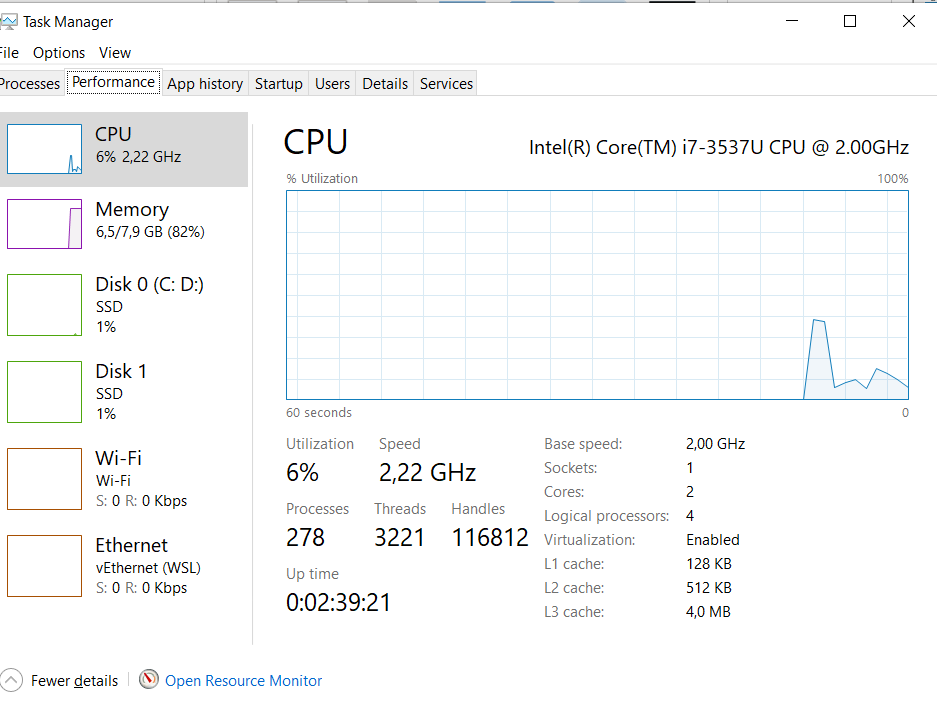 Task Manager
File Options View
Processes Performance App history Startup Users Details Services
CPU
6% 2,22 GHz
Memory
6,5/7,9 GB (82%)
Disk 0 (C: D:)
SSD
1%
Disk 1
SSD
1%
Wi-Fi
Wi-Fi
S: 0 R: 0 Kbps
Ethernet
vEthernet (WSL)
S: 0 R: 0 Kbps
CPU Intel(R) Core(TM) i7-3537U CPU @ 2.00GHz
% Utilization 100%
60 seconds 0
Utilization Speed
6% 2,22 GHz
Processes Threads Handles
278 3221 116812
Up time
0:02:39:21
Base speed: 2,00 GHz
Sockets: 1
Cores: 2
Logical processors: 4
Virtualization: Enabled
L1 cache: 128 KB
L2 cache: 512 KB
L3 cache: 4,0 MB
Fewer details Open Resource Monitor